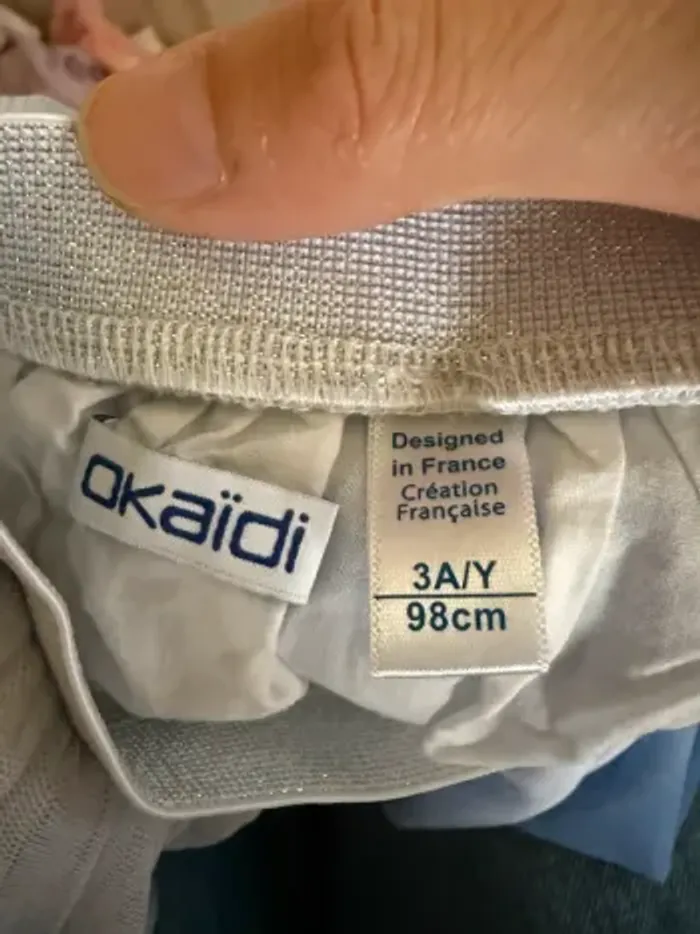 Okaïdi
Designed
in France
Création
Française
3A/Y
98cm